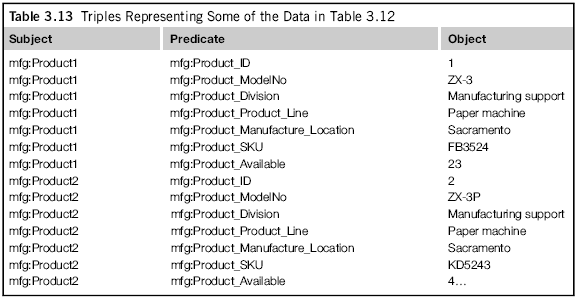 Table 3.13 Triples Representing Some of the Data in Table 3.12
Subject Predicate Object
mfg:Product1 mfg:Product_ID 1
mfg:Product1 mfg:Product_ModelNo ZX-3
mfg:Product1 mfg:Product_Division Manufacturing support
mfg:Product1 mfg:Product_Product_Line Paper machine
mfg:Product1 mfg:Product_Manufacture_Location Sacramento
mfg:Product1 mfg:Product_SKU FB3524
mfg:Product1 mfg:Product_Available 23
mfg:Product2 mfg:Product_ID 2
mfg:Product2 mfg:Product_ModelNo ZX-3P
mfg:Product2 mfg:Product_Division Manufacturing support
mfg:Product2 mfg:Product_Product_Line Paper machine
mfg:Product2 mfg:Product_Manufacture_Location Sacramento
mfg:Product2 mfg:Product_SKU KD5243
mfg:Product2 mfg:Product_Available 4…